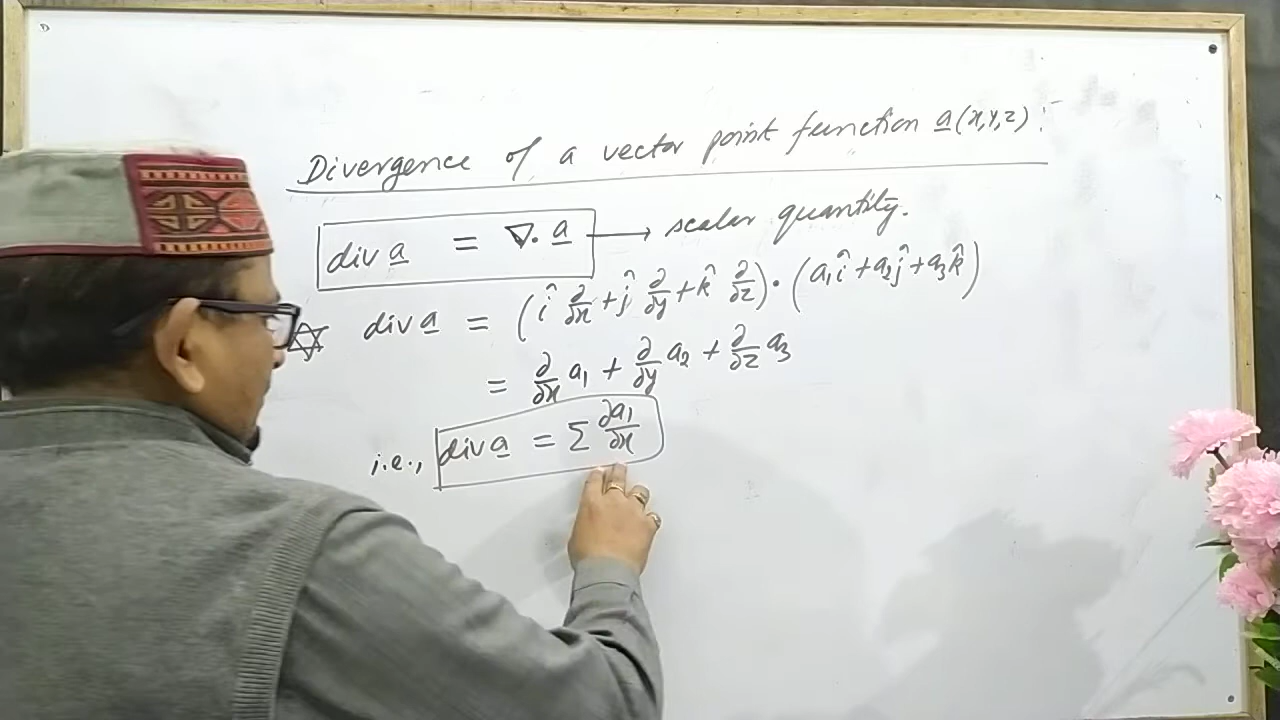 Divergence of a vector point function a̲(x,y,z):-
div a̲ = ∇. a̲ → scalar quantity.
div a̲ = (î ∂/∂x + ĵ ∂/∂y + k̂ ∂/∂z) · (a₁î + a₂ĵ + a₃k̂)
= ∂/∂x a₁ + ∂/∂y a₂ + ∂/∂z a₃
i.e., div a̲ = Σ ∂a₁/∂x